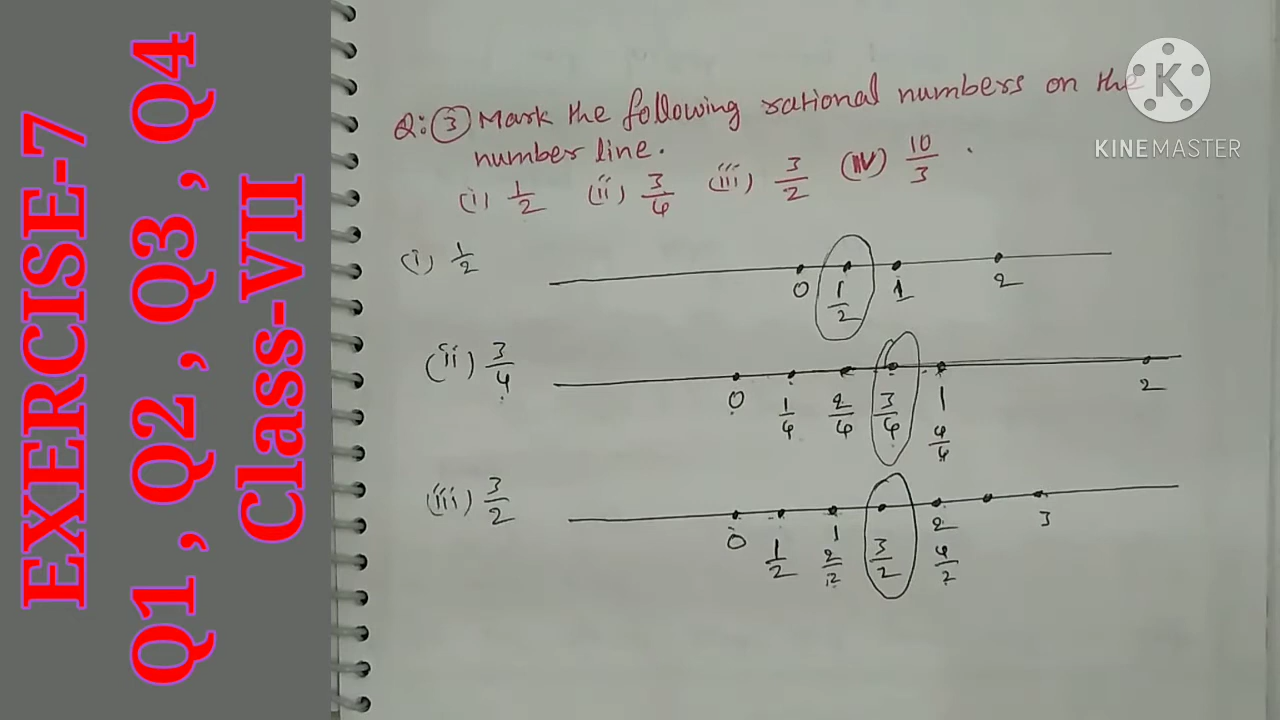 EXERCISE-7
Q1 , Q2 , Q3 , Q4
Class-VII
KINEMASTER
Q:③ Mark the following rational numbers on the
number line.
(i) 1/2 (ii) 3/4 (iii) 3/2 (iv) 10/3 .
(i) 1/2
0 1/2 1 2
(ii) 3/4
0 1/4 2/4 3/4 1 2
4/4
(iii) 3/2
0 1/2 1 3/2 2 3
2/2 4/2